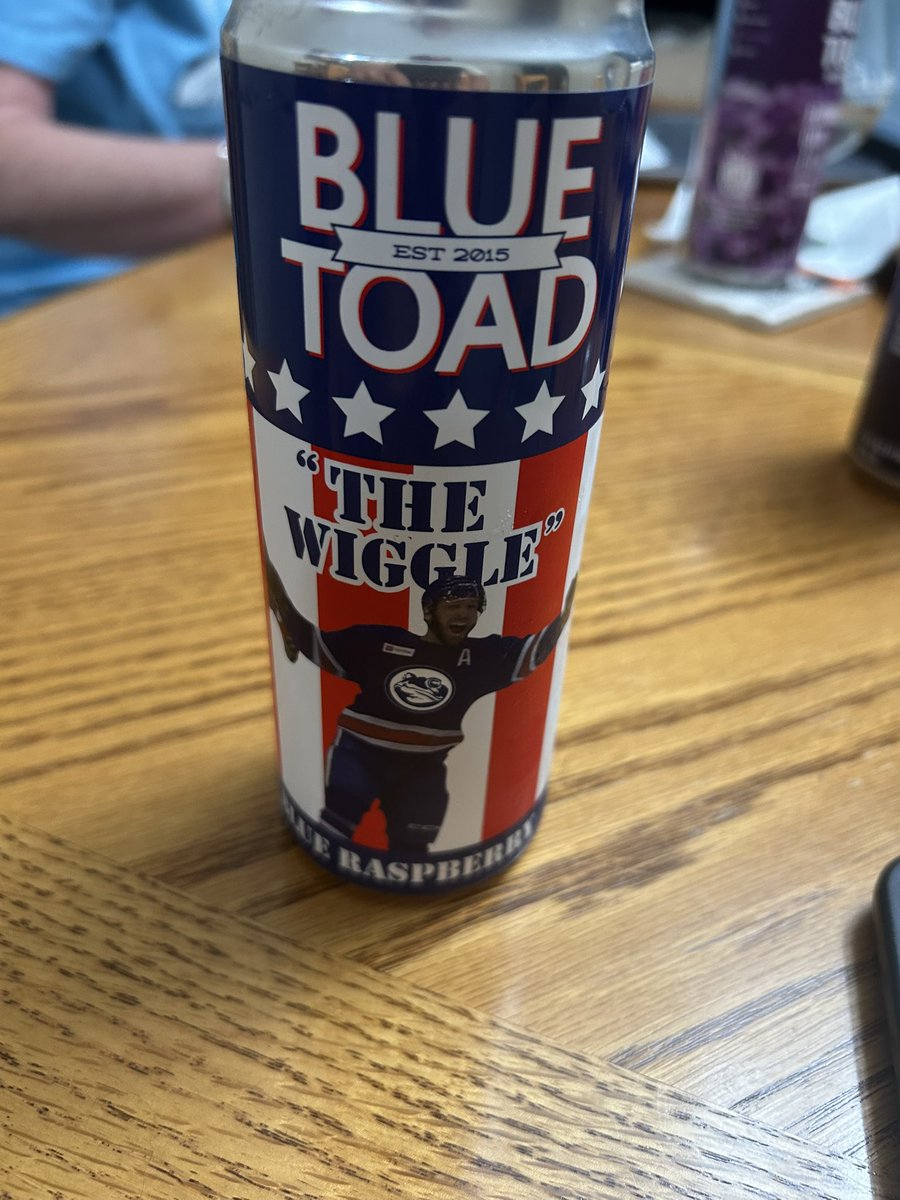 BLUE
EST 2015
TOAD
“THE
WIGGLE”
A
BLUE RASPBERRY